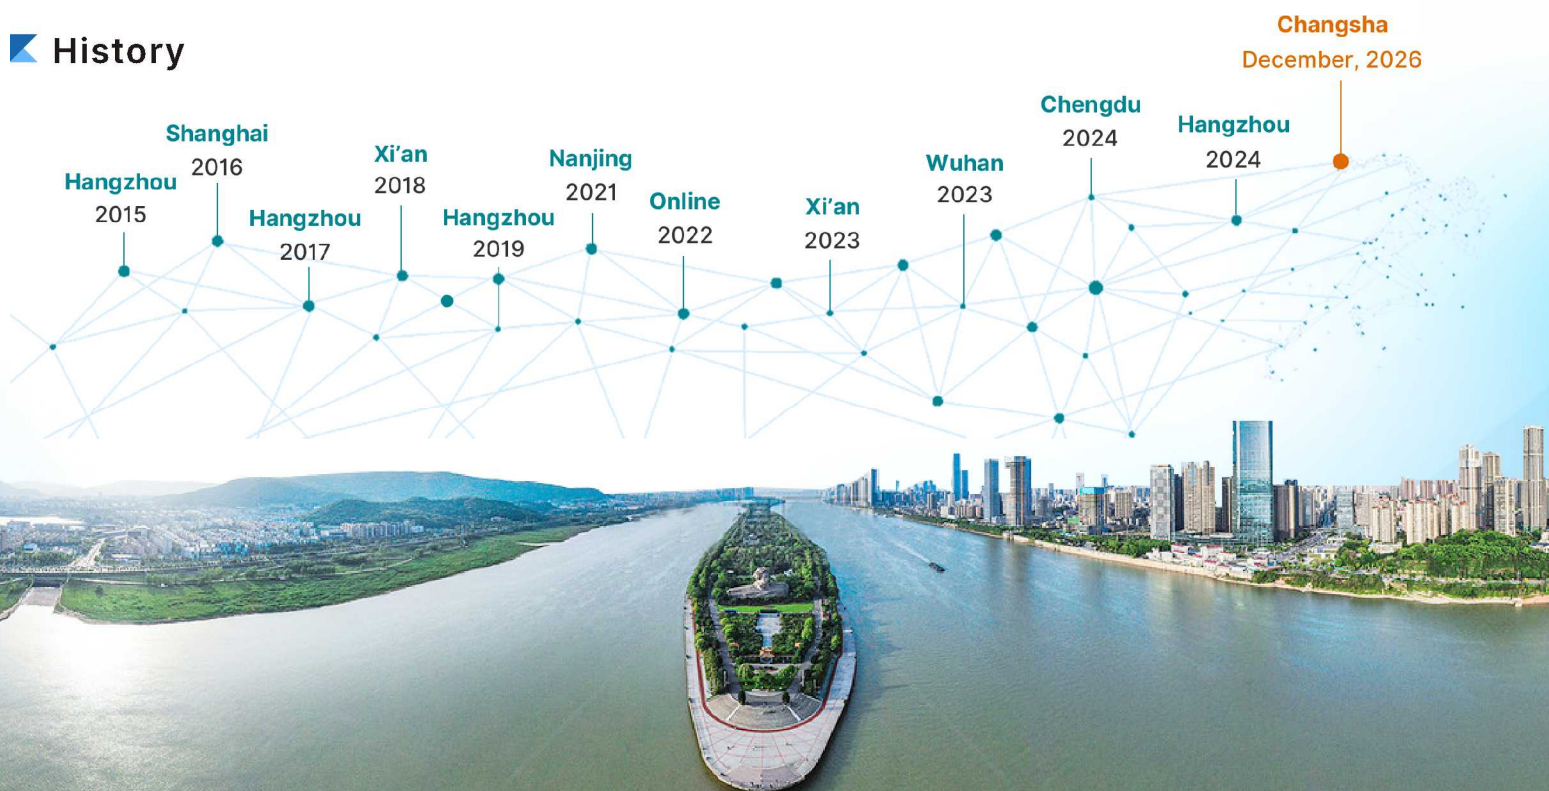 History
Hangzhou
2015
Shanghai
2016
Hangzhou
2017
Xi’an
2018
Hangzhou
2019
Nanjing
2021
Online
2022
Xi’an
2023
Wuhan
2023
Chengdu
2024
Hangzhou
2024
Changsha
December, 2026